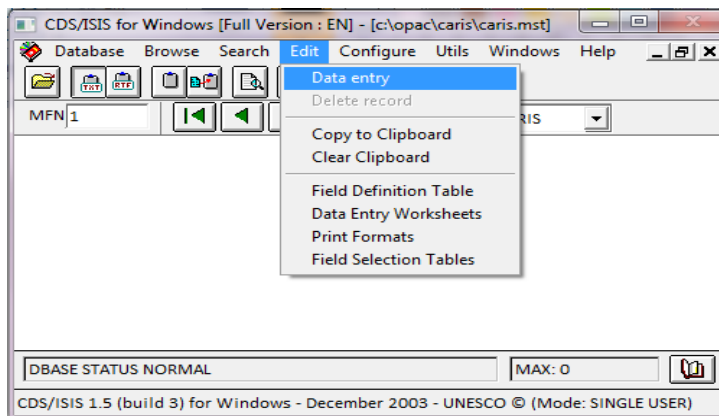 CDS/ISIS for Windows [Full Version : EN] - [c:\opac\caris\caris.mst]
Database Browse Search Edit Configure Utils Windows Help
TXT RTF
MFN 1 RIS
Data entry
Delete record
Copy to Clipboard
Clear Clipboard
Field Definition Table
Data Entry Worksheets
Print Formats
Field Selection Tables
DBASE STATUS NORMAL MAX: 0
CDS/ISIS 1.5 (build 3) for Windows - December 2003 - UNESCO © (Mode: SINGLE USER)